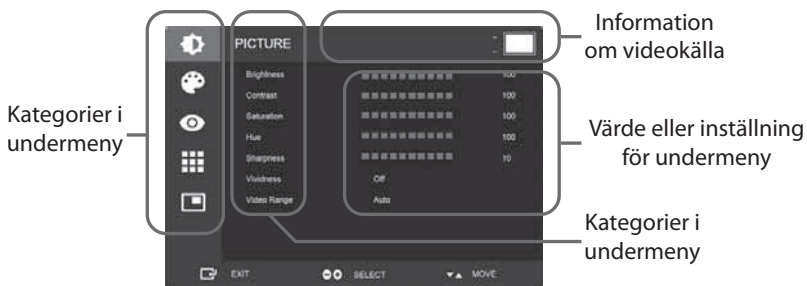 Information
om videokälla
Kategorier i
undermeny
PICTURE
Brightness 100
Contrast 100
Saturation 100
Hue 100
Sharpness 10
Vividness Off
Video Range Auto
Värde eller inställning
för undermeny
Kategorier i
undermeny
EXIT SELECT MOVE